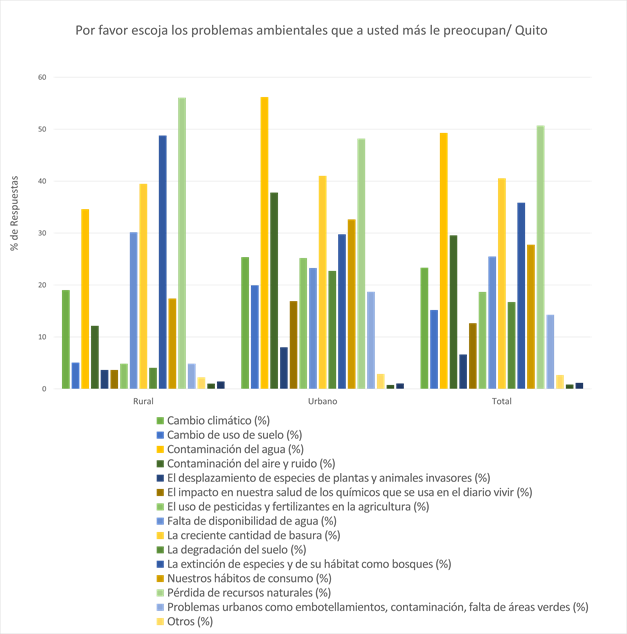 Por favor escoja los problemas ambientales que a usted más le preocupan/ Quito
60
50
40
30
20
10
0
% de Respuestas
Rural Urbano Total
Cambio climático (%)
Cambio de uso de suelo (%)
Contaminación del agua (%)
Contaminación del aire y ruido (%)
El desplazamiento de especies de plantas y animales invasores (%)
El impacto en nuestra salud de los químicos que se usa en el diario vivir (%)
El uso de pesticidas y fertilizantes en la agricultura (%)
Falta de disponibilidad de agua (%)
La creciente cantidad de basura (%)
La degradación del suelo (%)
La extinción de especies y de su hábitat como bosques (%)
Nuestros hábitos de consumo (%)
Pérdida de recursos naturales (%)
Problemas urbanos como embotellamientos, contaminación, falta de áreas verdes (%)
Otros (%)